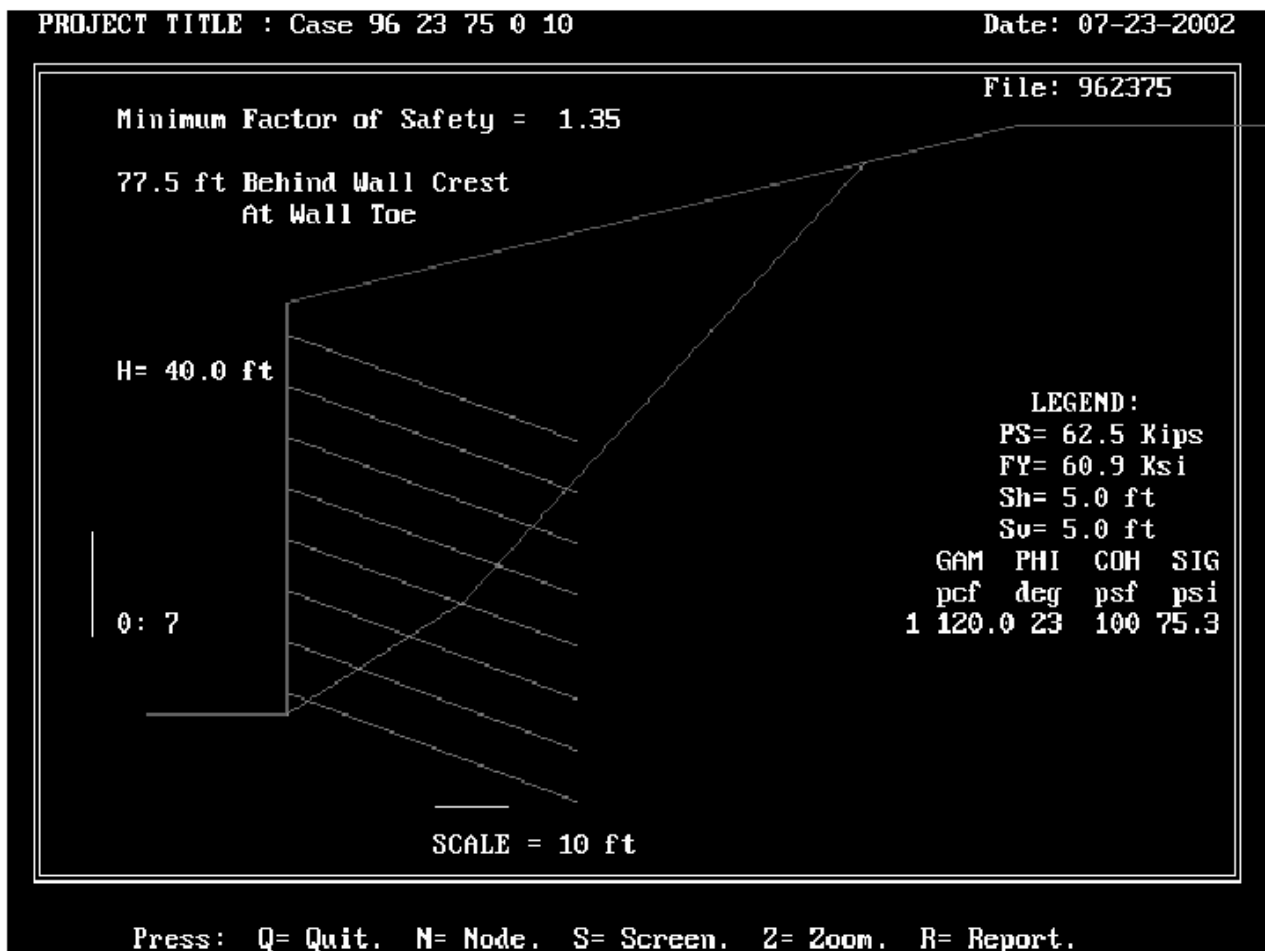 PROJECT TITLE : Case 96 23 75 0 10
Date: 07-23-2002
File: 962375
Minimum Factor of Safety = 1.35
77.5 ft Behind Wall Crest
At Wall Toe
H= 40.0 ft
LEGEND:
PS= 62.5 Kips
FY= 60.9 Ksi
Sh= 5.0 ft
Sv= 5.0 ft
GAM PHI COH SIG
pcf deg psf psi
1 120.0 23 100 75.3
0: 7
SCALE = 10 ft
Press: Q= Quit. N= Node. S= Screen. Z= Zoom. R= Report.